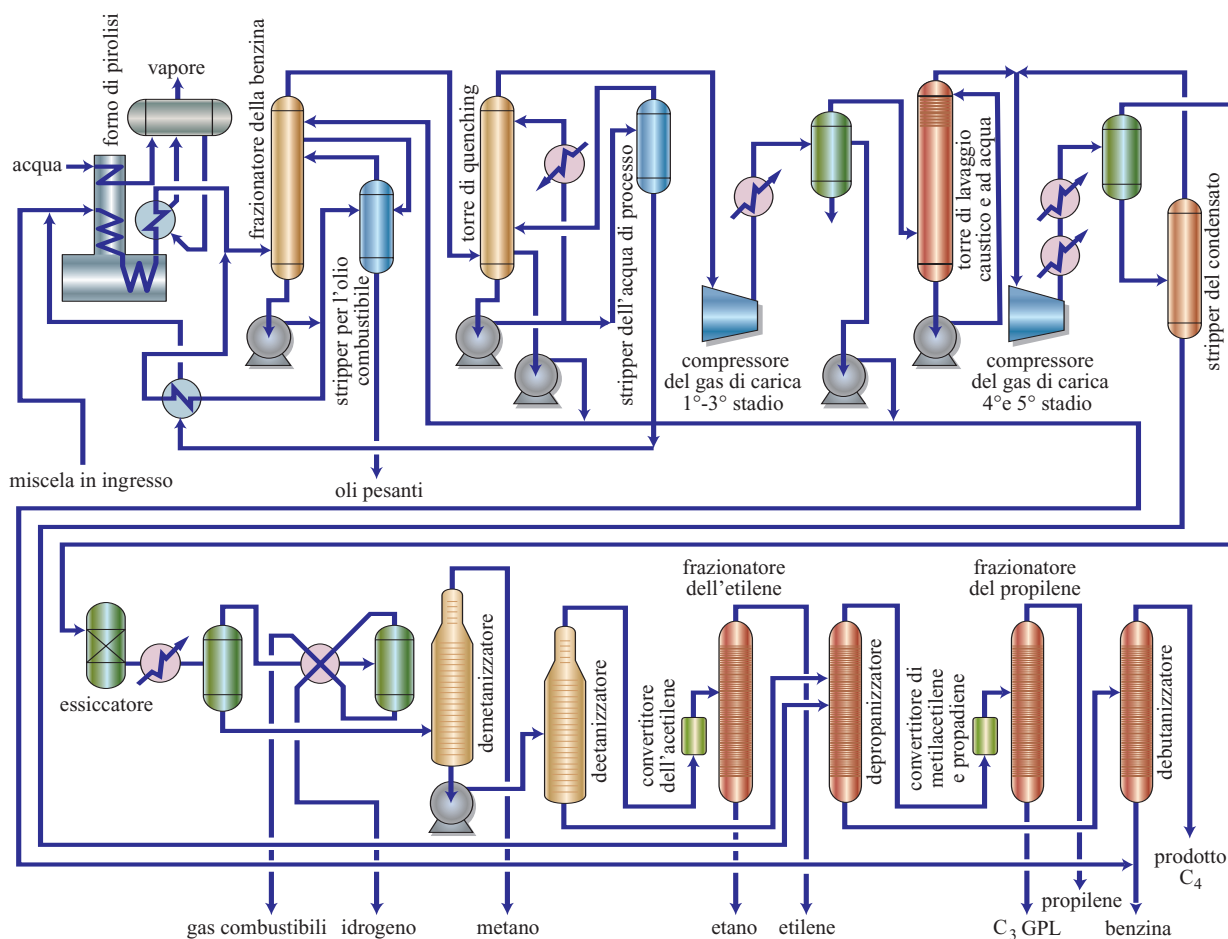 forno di pirolisi
vapore
acqua
frazionatore della benzina
stripper per l'olio
combustibile
torre di quenching
stripper dell'acqua di processo
compressore
del gas di carica
1°-3° stadio
torre di lavaggio
caustico e ad acqua
compressore
del gas di carica
4°e 5° stadio
stripper del condensato
miscela in ingresso
oli pesanti
essiccatore
demetanizzatore
deetanizzatore
convertitore
dell'acetilene
frazionatore
dell'etilene
depropanizzatore
convertitore di
metilacetilene
e propadiene
frazionatore
del propilene
debutanizzatore
prodotto
C4
gas combustibili
idrogeno
metano
etano
etilene
C3 GPL
propilene
benzina